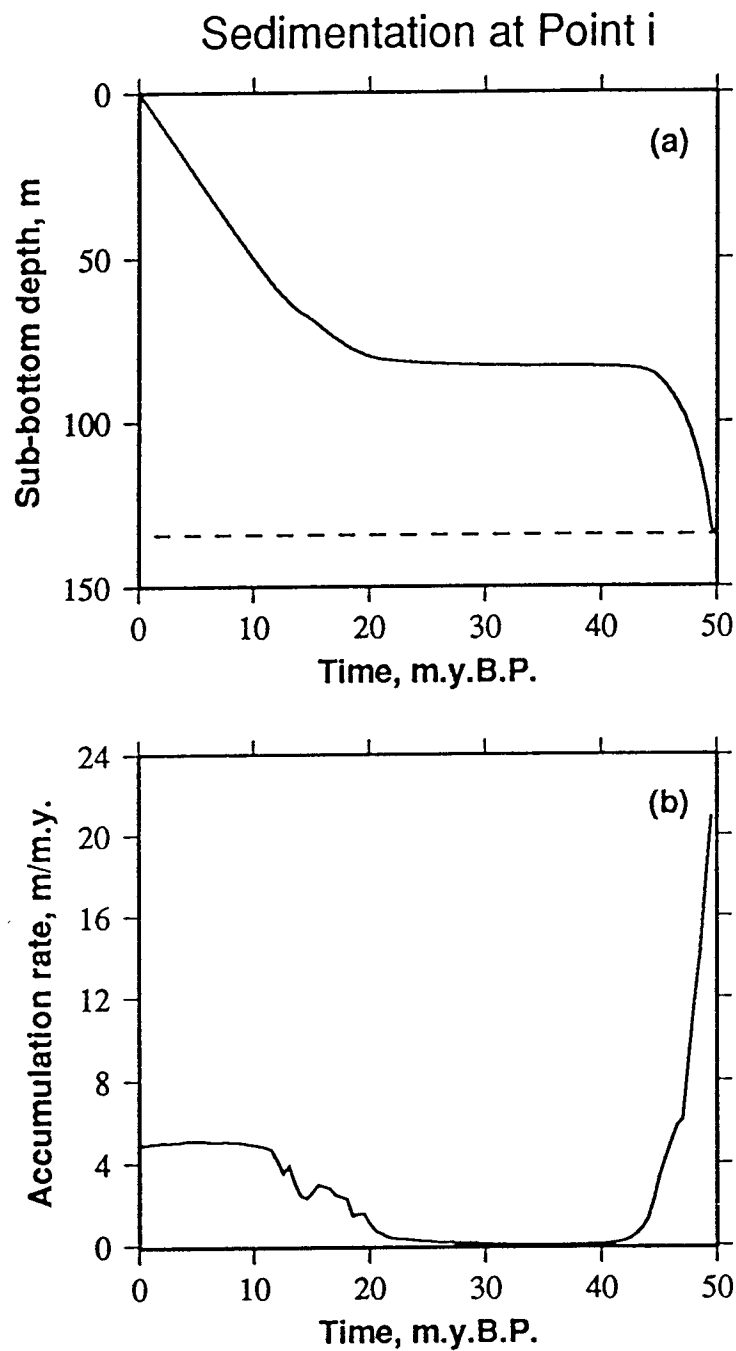 Sedimentation at Point i
(a)
Sub-bottom depth, m
0
50
100
150
0 10 20 30 40 50
Time, m.y.B.P.
(b)
Accumulation rate, m/m.y.
24
20
16
12
8
4
0
0 10 20 30 40 50
Time, m.y.B.P.